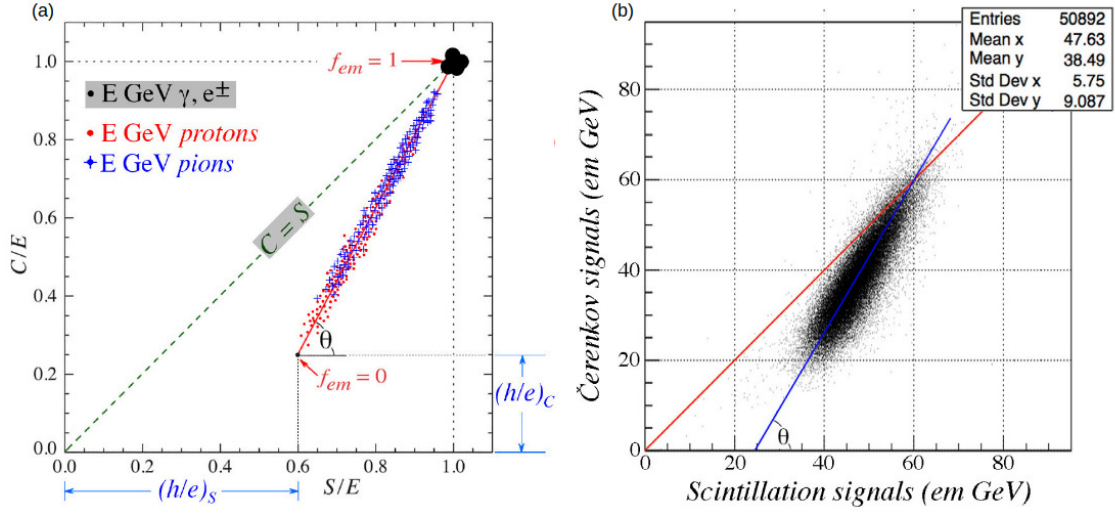 (a)
1.0
0.8
0.6
0.4
0.2
0.0
C/E
f_em = 1
• E GeV γ, e±
• E GeV protons
+ E GeV pions
C = S
θ
f_em = 0
(h/e)_C
0.0 0.2 0.4 0.6 0.8 1.0
(h/e)_S
S/E
(b)
Entries 50892
Mean x 47.63
Mean y 38.49
Std Dev x 5.75
Std Dev y 9.087
Čerenkov signals (em GeV)
80
60
40
20
0
θ
0 20 40 60 80
Scintillation signals (em GeV)